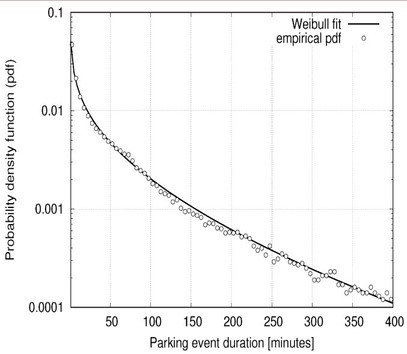 0.1
Weibull fit
empirical pdf
0.01
0.001
0.0001
50 100 150 200 250 300 350 400
Probability density function (pdf)
Parking event duration [minutes]